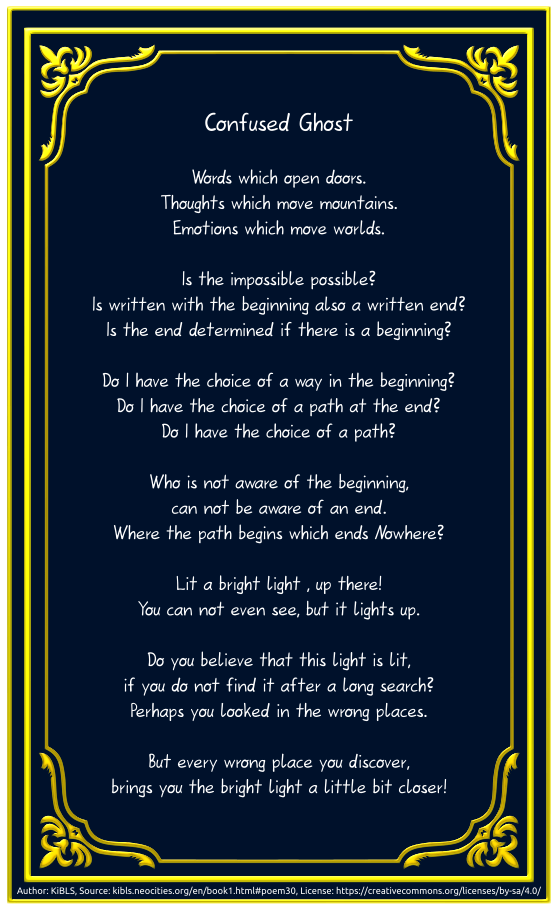 Confused Ghost
Words which open doors.
Thoughts which move mountains.
Emotions which move worlds.
Is the impossible possible?
Is written with the beginning also a written end?
Is the end determined if there is a beginning?
Do I have the choice of a way in the beginning?
Do I have the choice of a path at the end?
Do I have the choice of a path?
Who is not aware of the beginning,
can not be aware of an end.
Where the path begins which ends Nowhere?
Lit a bright light , up there!
You can not even see, but it lights up.
Do you believe that this light is lit,
if you do not find it after a long search?
Perhaps you looked in the wrong places.
But every wrong place you discover,
brings you the bright light a little bit closer!
Author: KiBLS, Source: kibls.neocities.org/en/book1.html#poem30, License: https://creativecommons.org/licenses/by-sa/4.0/